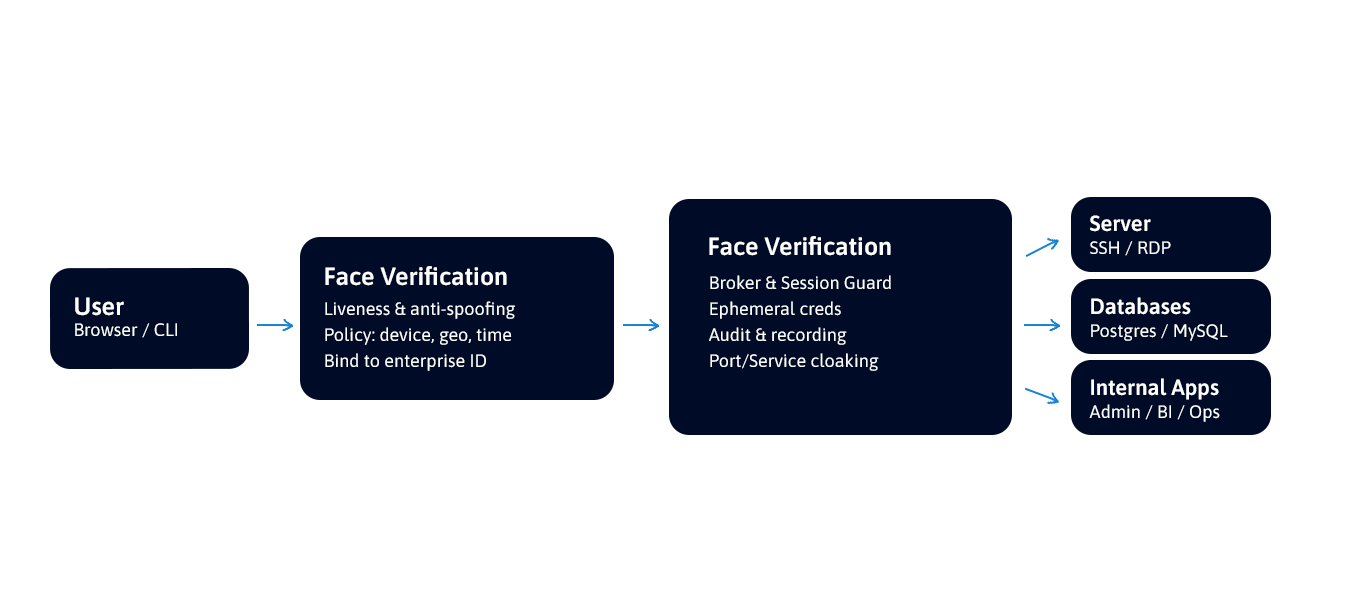 User
Browser / CLI
Face Verification
Liveness & anti-spoofing
Policy: device, geo, time
Bind to enterprise ID
Face Verification
Broker & Session Guard
Ephemeral creds
Audit & recording
Port/Service cloaking
Server
SSH / RDP
Databases
Postgres / MySQL
Internal Apps
Admin / BI / Ops